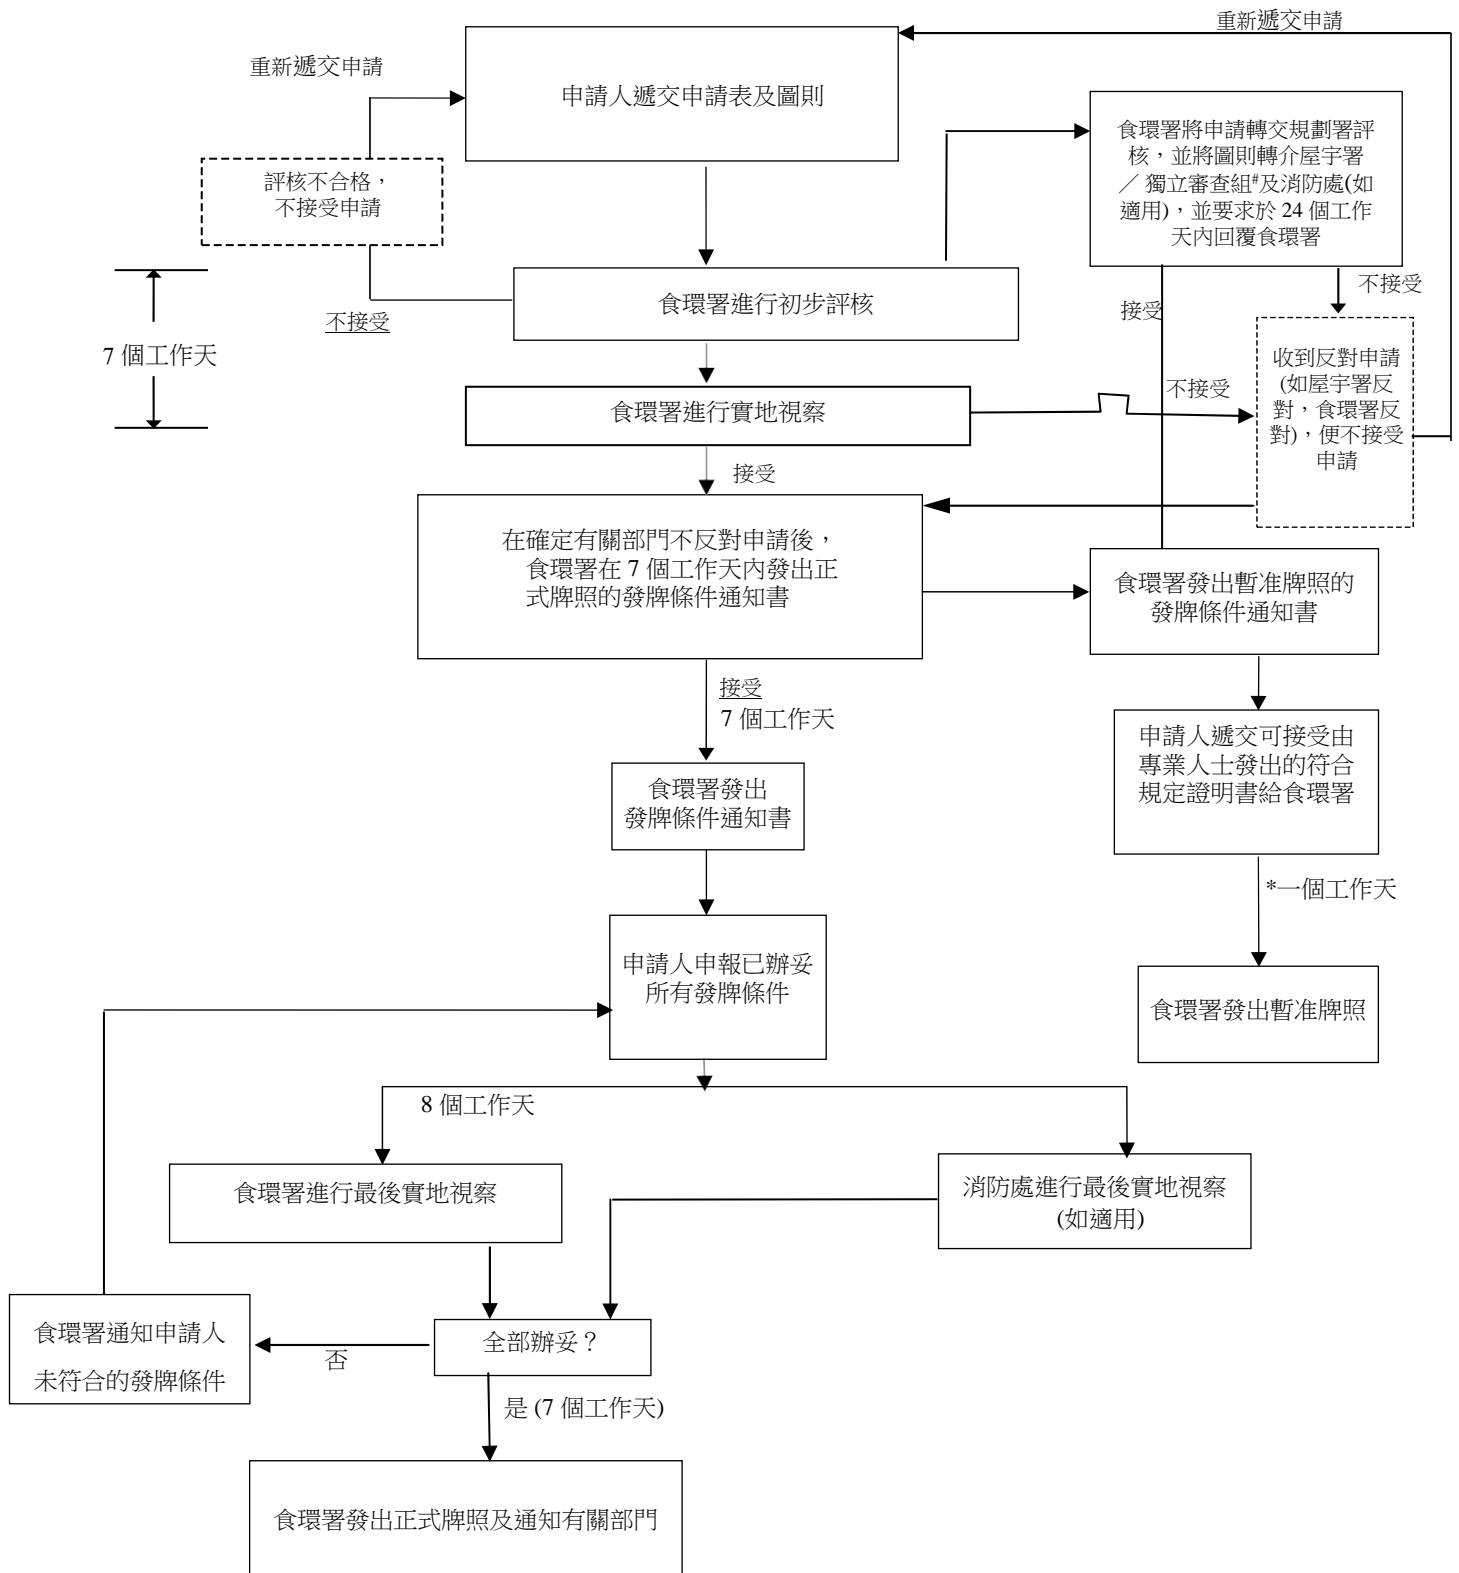 重新遞交申請
重新遞交申請
申請人遞交申請表及圖則
食環署將申請轉交規劃署評
核，並將圖則轉介屋宇署
／ 獨立審查組#及消防處(如
適用)，並要求於 24 個工作
天內回覆食環署
評核不合格，
不接受申請
不接受
食環署進行初步評核
不接受
接受
7 個工作天
收到反對申請
(如屋宇署反
對，食環署反
對)，便不接受
申請
食環署進行實地視察
不接受
接受
在確定有關部門不反對申請後，
食環署在 7 個工作天內發出正
式牌照的發牌條件通知書
食環署發出暫准牌照的
發牌條件通知書
接受
7 個工作天
申請人遞交可接受由
專業人士發出的符合
規定證明書給食環署
食環署發出
發牌條件通知書
*一個工作天
申請人申報已辦妥
所有發牌條件
食環署發出暫准牌照
8 個工作天
食環署進行最後實地視察
消防處進行最後實地視察
(如適用)
食環署通知申請人
未符合的發牌條件
否
全部辦妥？
是 (7 個工作天)
食環署發出正式牌照及通知有關部門